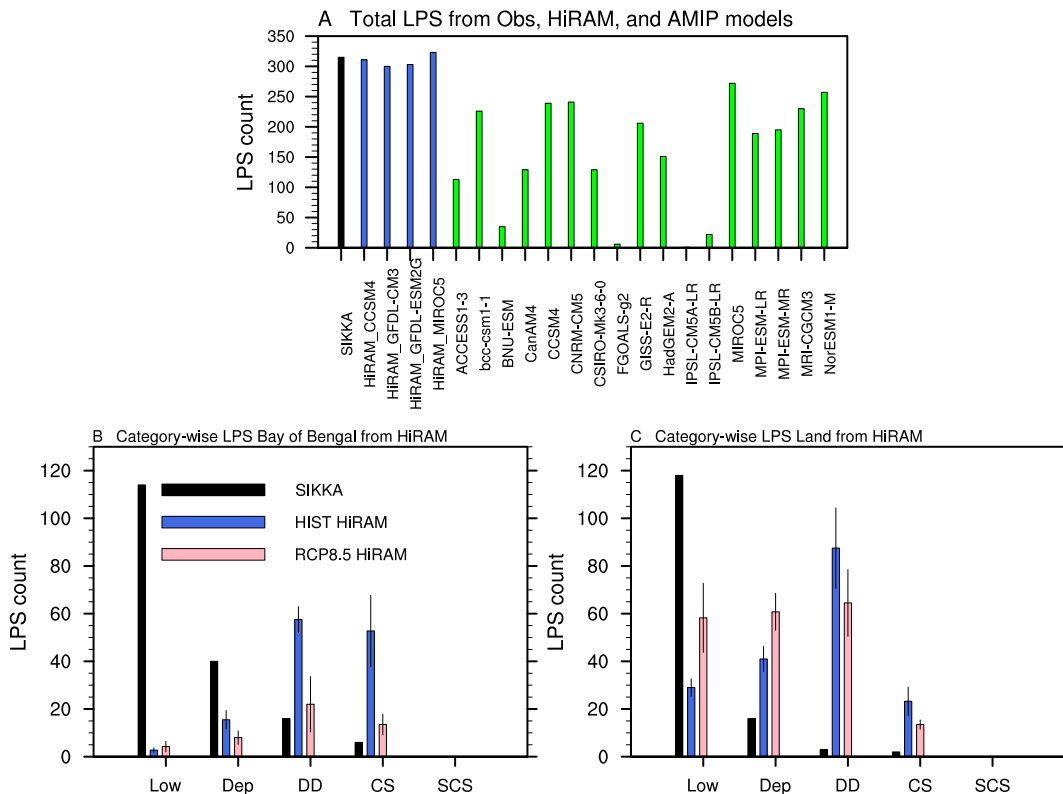 A Total LPS from Obs, HiRAM, and AMIP models
LPS count
350
300
250
200
150
100
50
0
SIKKA
HiRAM_CCSM4
HiRAM_GFDL-CM3
HiRAM_GFDL-ESM2G
HiRAM_MIROC5
ACCESS1-3
bcc-csm1-1
BNU-ESM
CanAM4
CCSM4
CNRM-CM5
CSIRO-Mk3-6-0
FGOALS-g2
GISS-E2-R
HadGEM2-A
IPSL-CM5A-LR
IPSL-CM5B-LR
MIROC5
MPI-ESM-LR
MPI-ESM-MR
MRI-CGCM3
NorESM1-M
B Category-wise LPS Bay of Bengal from HiRAM
LPS count
120
100
80
60
40
20
0
SIKKA
HIST HiRAM
RCP8.5 HiRAM
Low Dep DD CS SCS
C Category-wise LPS Land from HiRAM
LPS count
120
100
80
60
40
20
0
Low Dep DD CS SCS